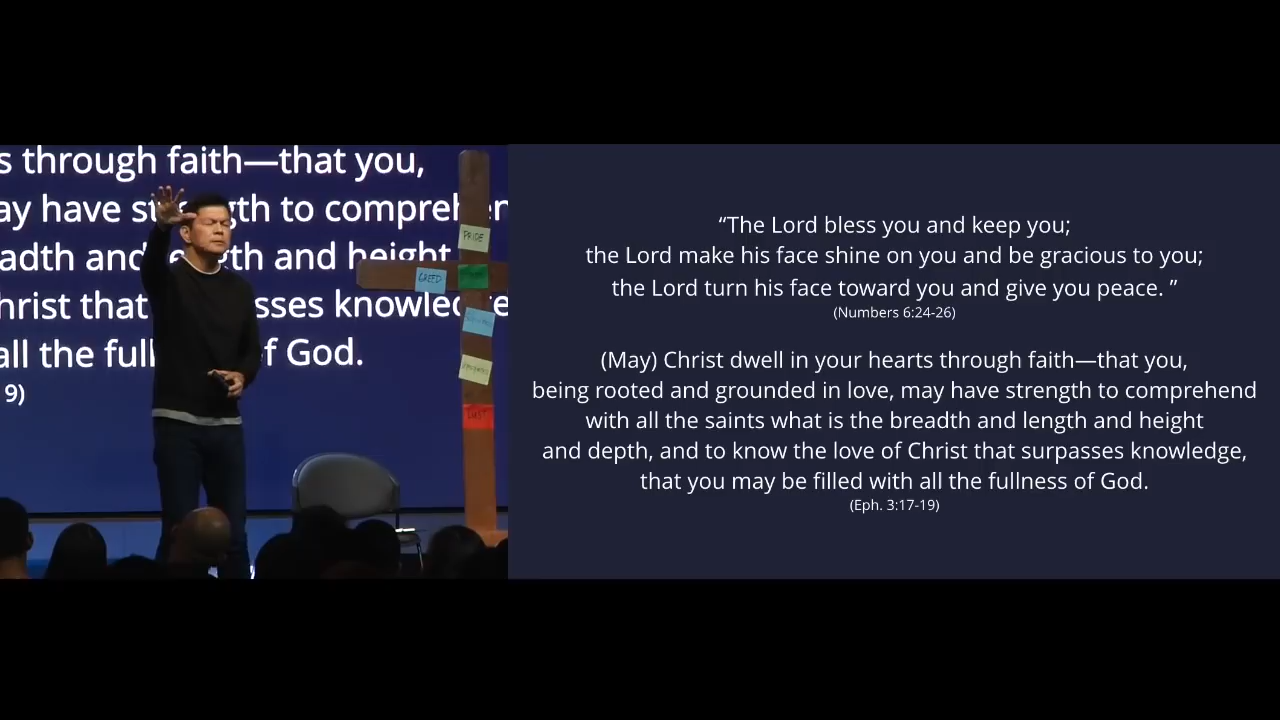 s through faith—that you,
ay have st gth to comprehen
adth and ength and height
hrist that sses knowledge
all the full of God.
9)
PRIDE
GREED
LUST
“The Lord bless you and keep you;
the Lord make his face shine on you and be gracious to you;
the Lord turn his face toward you and give you peace. ”
(Numbers 6:24-26)
(May) Christ dwell in your hearts through faith—that you,
being rooted and grounded in love, may have strength to comprehend
with all the saints what is the breadth and length and height
and depth, and to know the love of Christ that surpasses knowledge,
that you may be filled with all the fullness of God.
(Eph. 3:17-19)